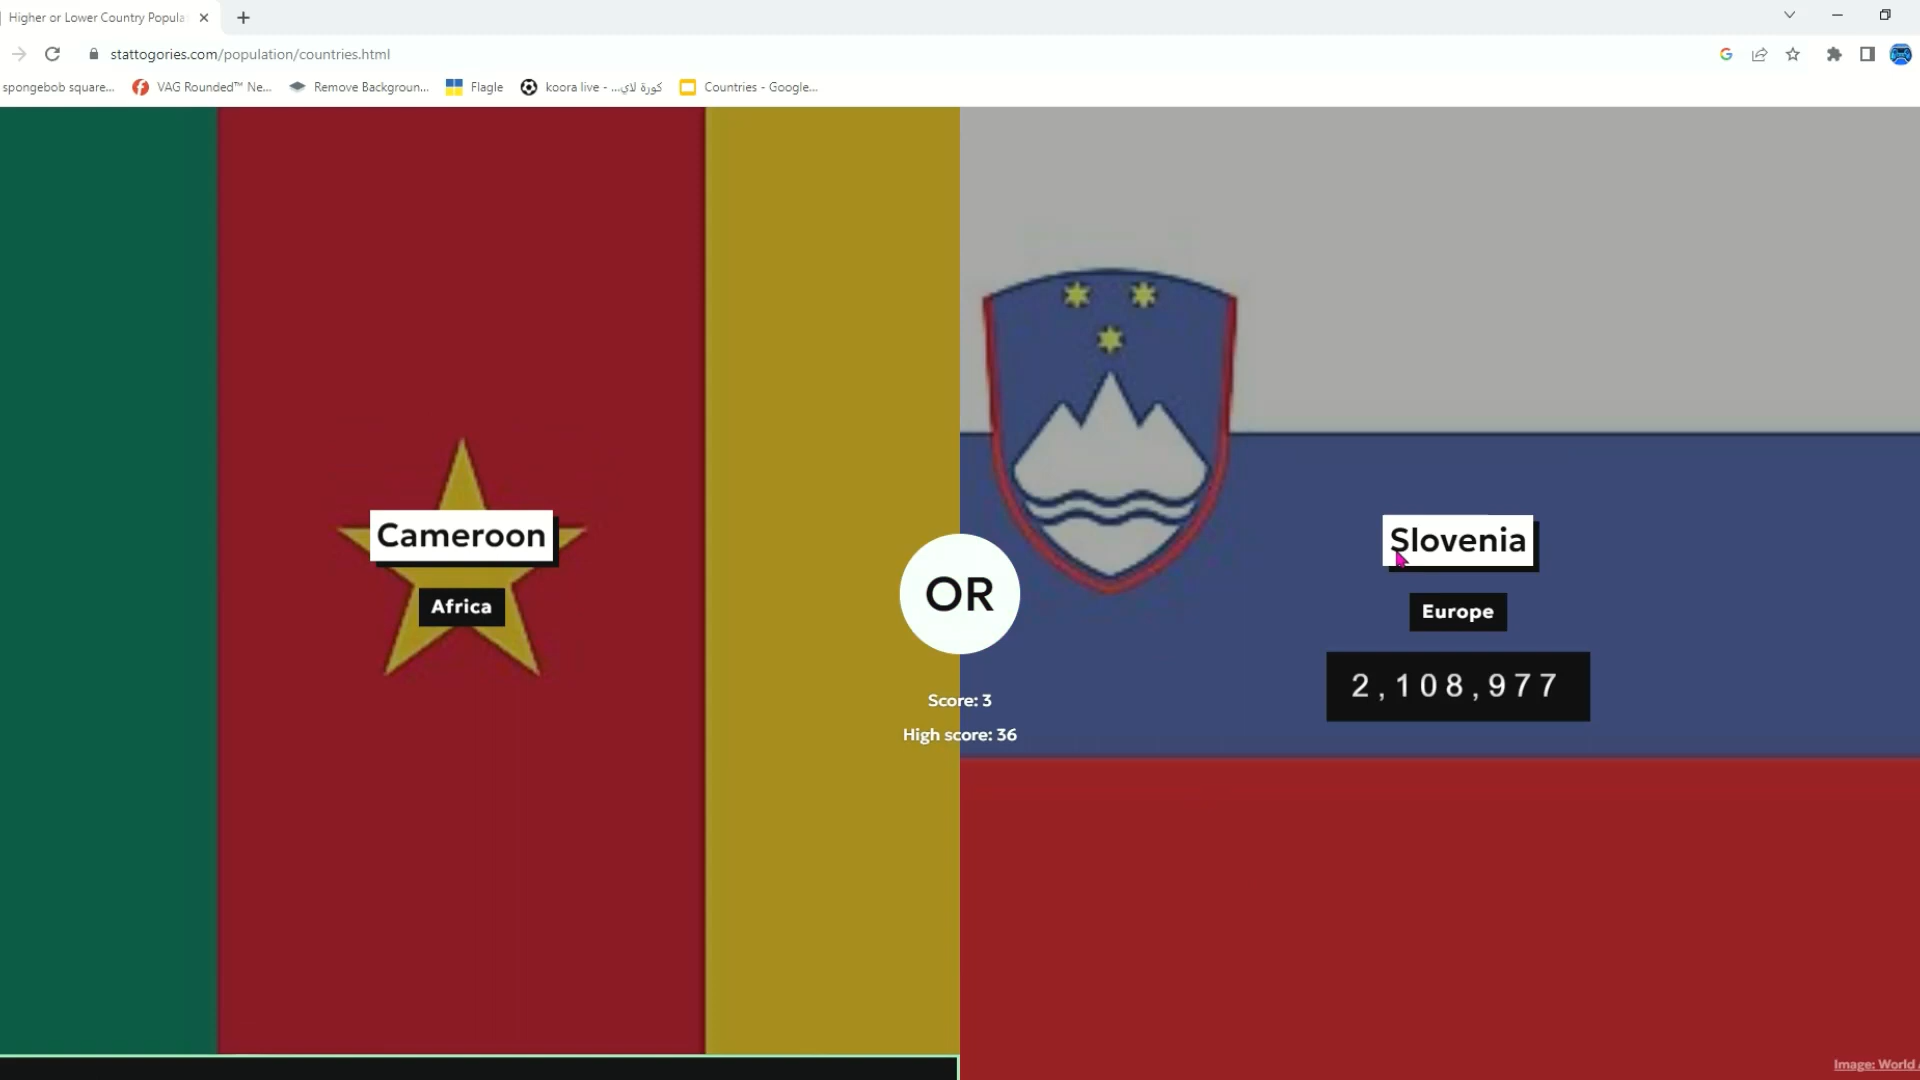 Higher or Lower Country Popula
stattogories.com/population/countries.html
spongebob square...
VAG Rounded™ Ne...
Remove Backgroun...
Flagle
koora live - ...كورة لاي
Countries - Google...
Cameroon
Africa
OR
Score: 3
High score: 36
Slovenia
Europe
2,108,977
Image: World